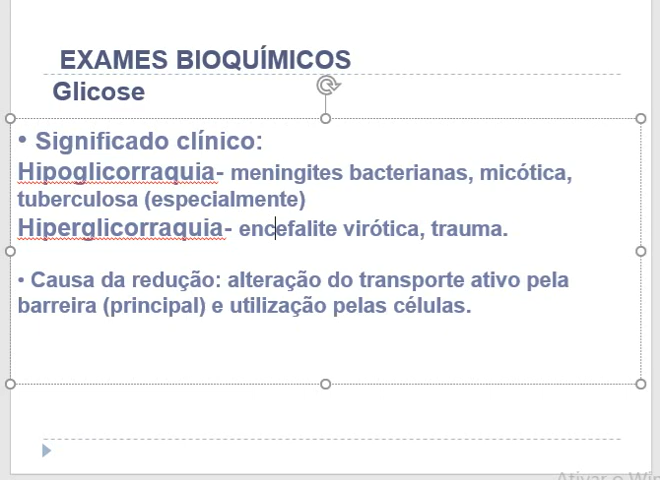 EXAMES BIOQUÍMICOS
Glicose
• Significado clínico:
Hipoglicorraquia- meningites bacterianas, micótica,
tuberculosa (especialmente)
Hiperglicorraquia- encefalite virótica, trauma.
• Causa da redução: alteração do transporte ativo pela
barreira (principal) e utilização pelas células.